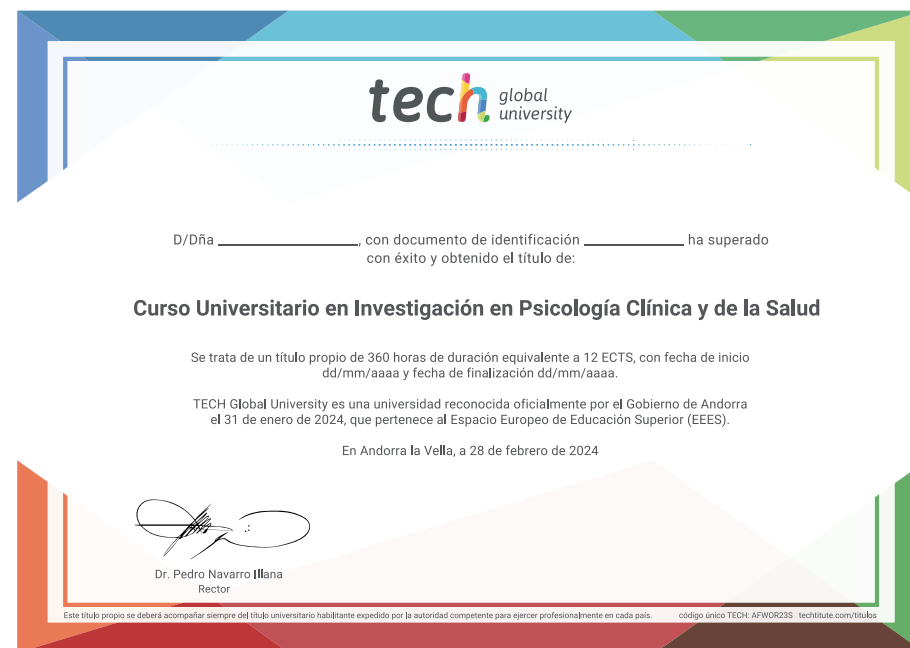 tech global
university
D/Dña ____________________, con documento de identificación ______________ ha superado
con éxito y obtenido el título de:
Curso Universitario en Investigación en Psicología Clínica y de la Salud
Se trata de un título propio de 360 horas de duración equivalente a 12 ECTS, con fecha de inicio
dd/mm/aaaa y fecha de finalización dd/mm/aaaa.
TECH Global University es una universidad reconocida oficialmente por el Gobierno de Andorra
el 31 de enero de 2024, que pertenece al Espacio Europeo de Educación Superior (EEES).
En Andorra la Vella, a 28 de febrero de 2024
Dr. Pedro Navarro Illana
Rector
Este título propio se deberá acompañar siempre del título universitario habilitante expedido por la autoridad competente para ejercer profesionalmente en cada país. código único TECH: AFWOR23S techtitute.com/titulos